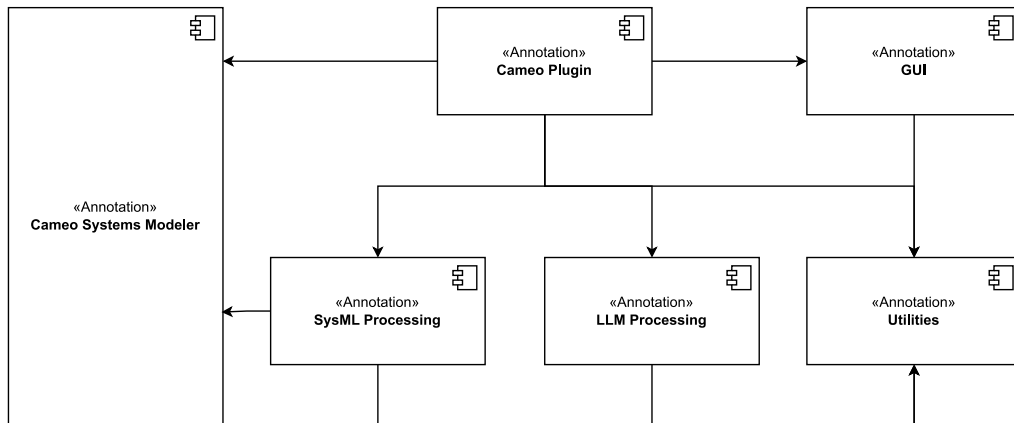 «Annotation»
Cameo Plugin
«Annotation»
GUI
«Annotation»
Cameo Systems Modeler
«Annotation»
SysML Processing
«Annotation»
LLM Processing
«Annotation»
Utilities